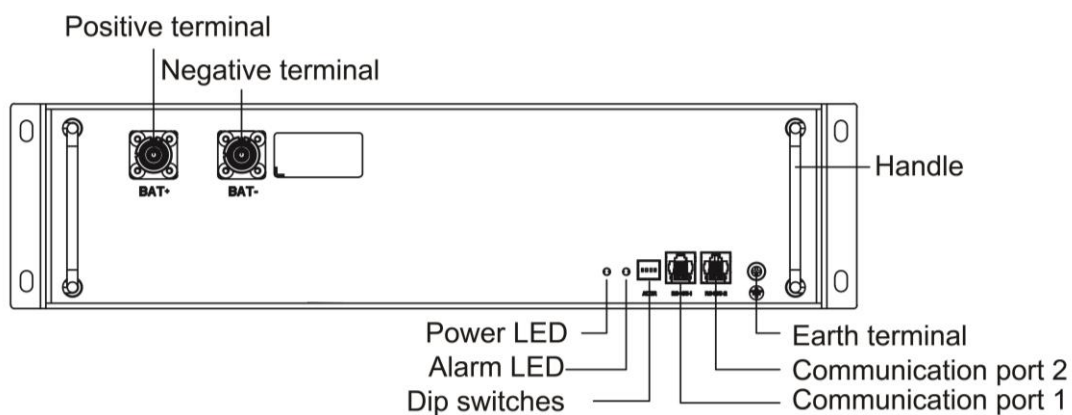 Positive terminal
Negative terminal
BAT+
BAT-
Handle
Power LED
Alarm LED
Dip switches
Earth terminal
Communication port 2
Communication port 1